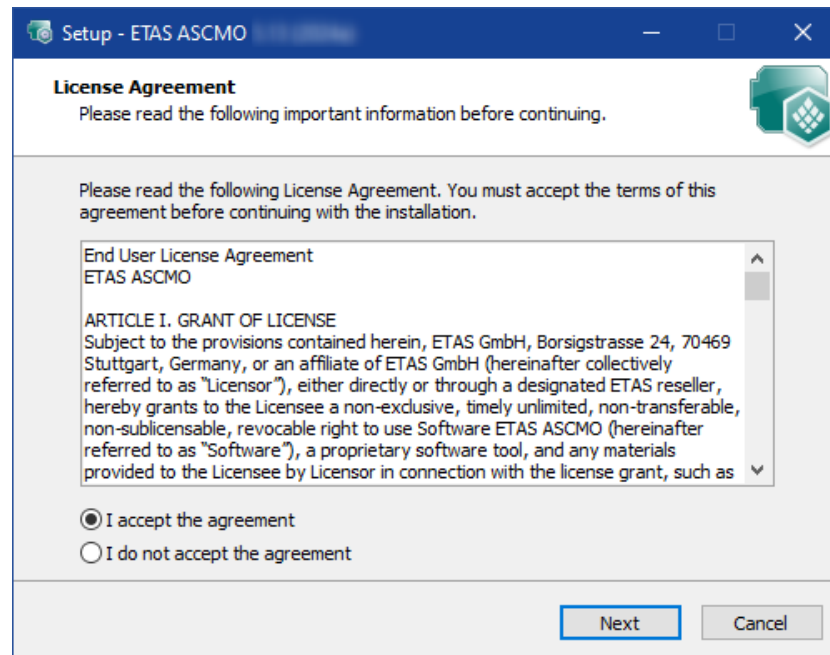 Setup - ETAS ASCMO
License Agreement
Please read the following important information before continuing.
Please read the following License Agreement. You must accept the terms of this
agreement before continuing with the installation.
End User License Agreement
ETAS ASCMO
ARTICLE I. GRANT OF LICENSE
Subject to the provisions contained herein, ETAS GmbH, Borsigstrasse 24, 70469
Stuttgart, Germany, or an affiliate of ETAS GmbH (hereinafter collectively
referred to as "Licensor"), either directly or through a designated ETAS reseller,
hereby grants to the Licensee a non-exclusive, timely unlimited, non-transferable,
non-sublicensable, revocable right to use Software ETAS ASCMO (hereinafter
referred to as "Software"), a proprietary software tool, and any materials
provided to the Licensee by Licensor in connection with the license grant, such as
I accept the agreement
I do not accept the agreement
Next
Cancel